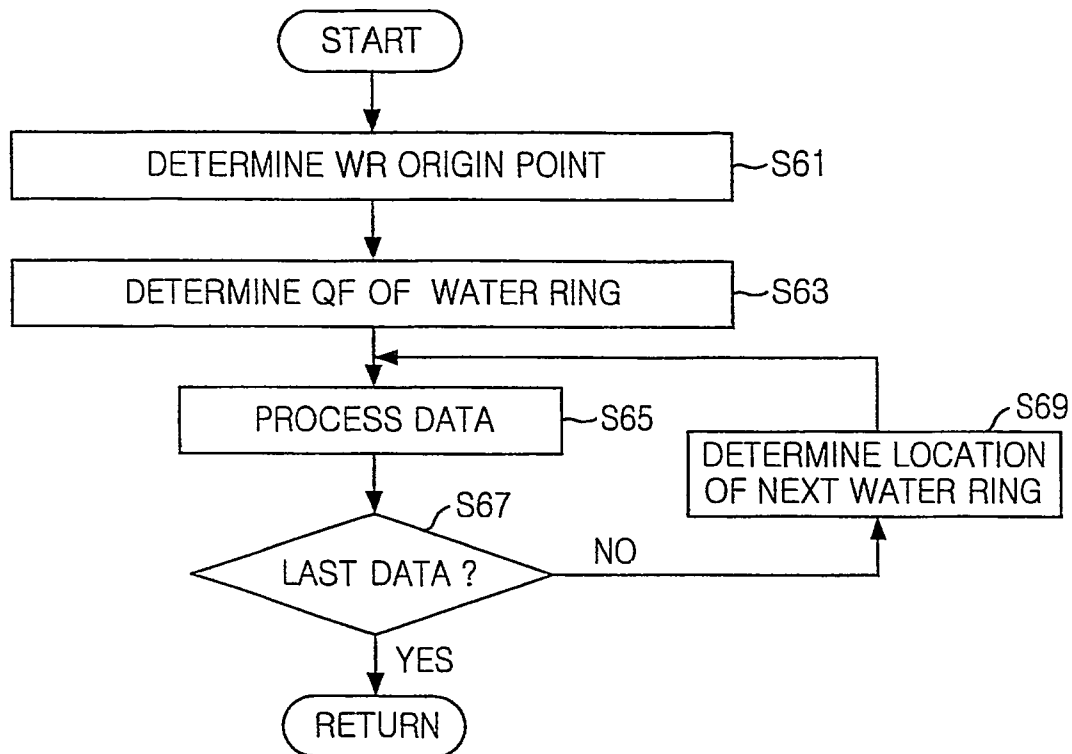 START
DETERMINE WR ORIGIN POINT
S61
DETERMINE QF OF WATER RING
S63
PROCESS DATA
S65
S69
DETERMINE LOCATION
OF NEXT WATER RING
S67
LAST DATA ?
NO
YES
RETURN